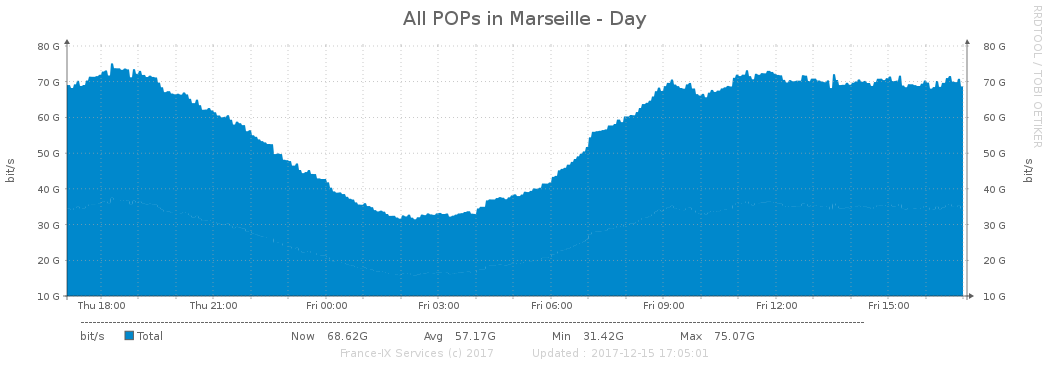 All POPs in Marseille - Day
RRDTOOL / TOBI OETIKER
80 G 80 G
70 G 70 G
60 G 60 G
50 G 50 G
40 G 40 G
30 G 30 G
20 G 20 G
10 G 10 G
bit/s
bit/s
Thu 18:00 Thu 21:00 Fri 00:00 Fri 03:00 Fri 06:00 Fri 09:00 Fri 12:00 Fri 15:00
bit/s Total Now 68.62G Avg 57.17G Min 31.42G Max 75.07G
France-IX Services (c) 2017 Updated : 2017-12-15 17:05:01